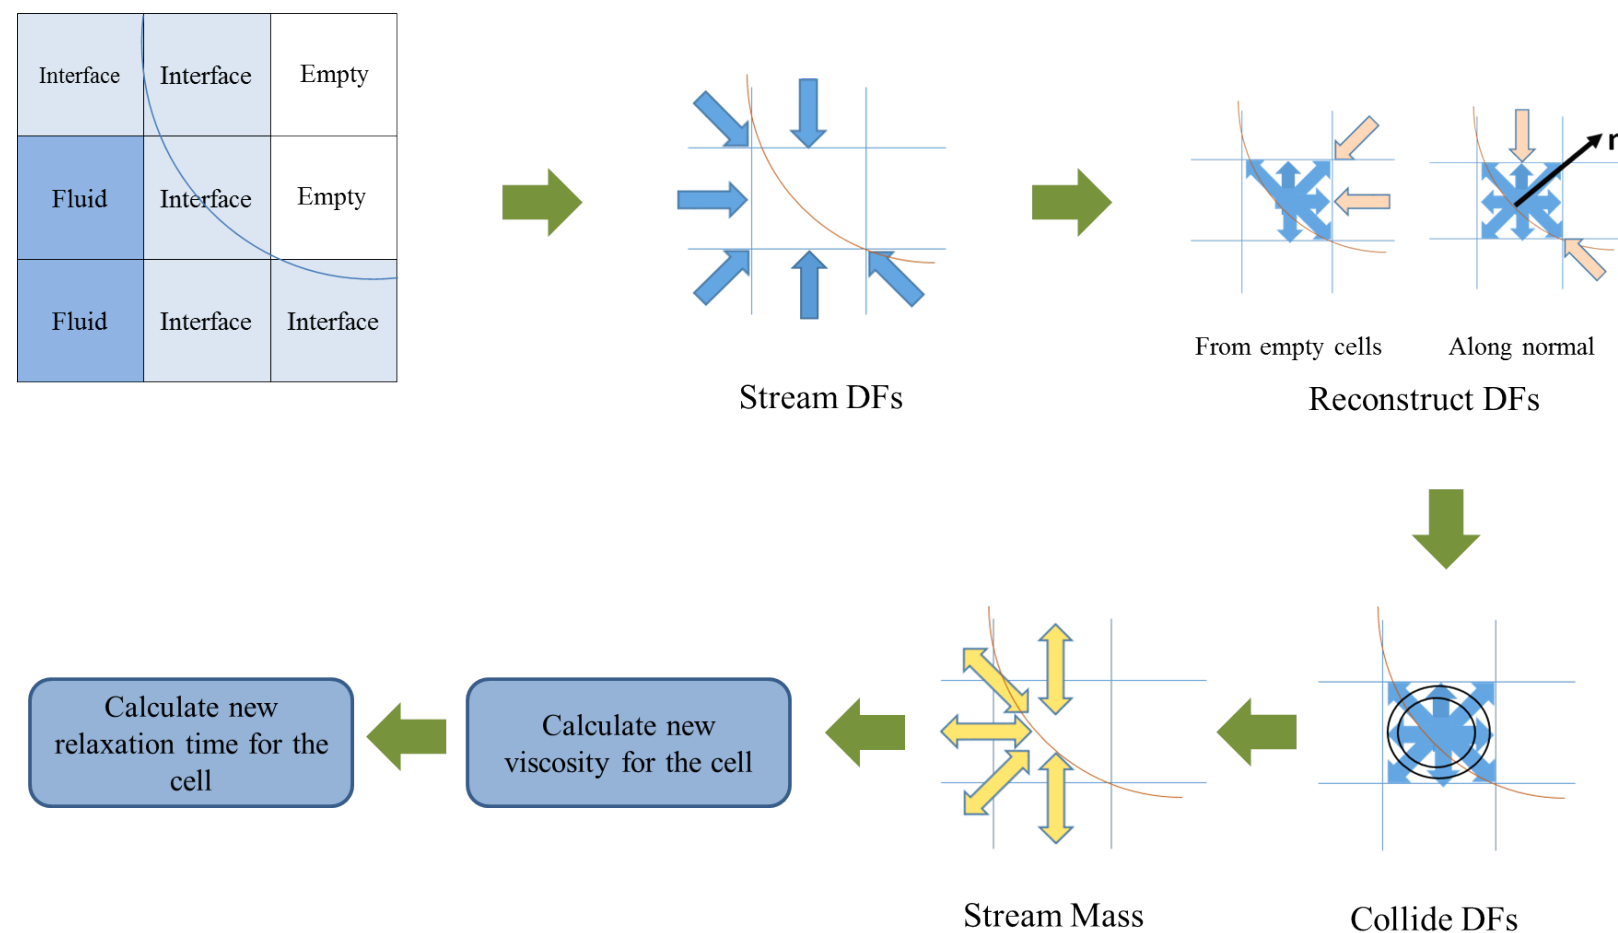 Interface
Interface
Empty
Fluid
Interface
Empty
Fluid
Interface
Interface
Stream DFs
n
From empty cells
Along normal
Reconstruct DFs
Calculate new
relaxation time for the
cell
Calculate new
viscosity for the cell
Stream Mass
Collide DFs